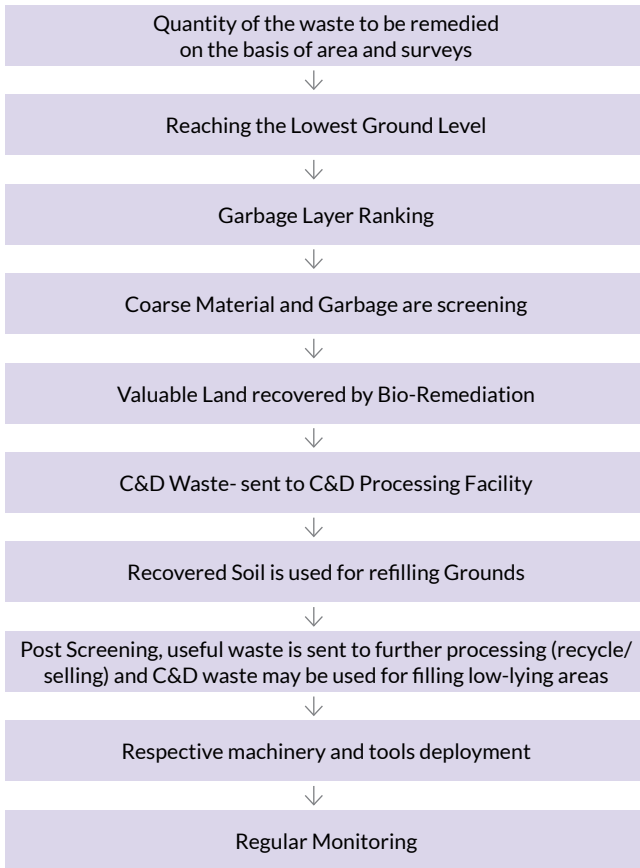 Quantity of the waste to be remedied
on the basis of area and surveys
Reaching the Lowest Ground Level
Garbage Layer Ranking
Coarse Material and Garbage are screening
Valuable Land recovered by Bio-Remediation
C&D Waste- sent to C&D Processing Facility
Recovered Soil is used for refilling Grounds
Post Screening, useful waste is sent to further processing (recycle/
selling) and C&D waste may be used for filling low-lying areas
Respective machinery and tools deployment
Regular Monitoring